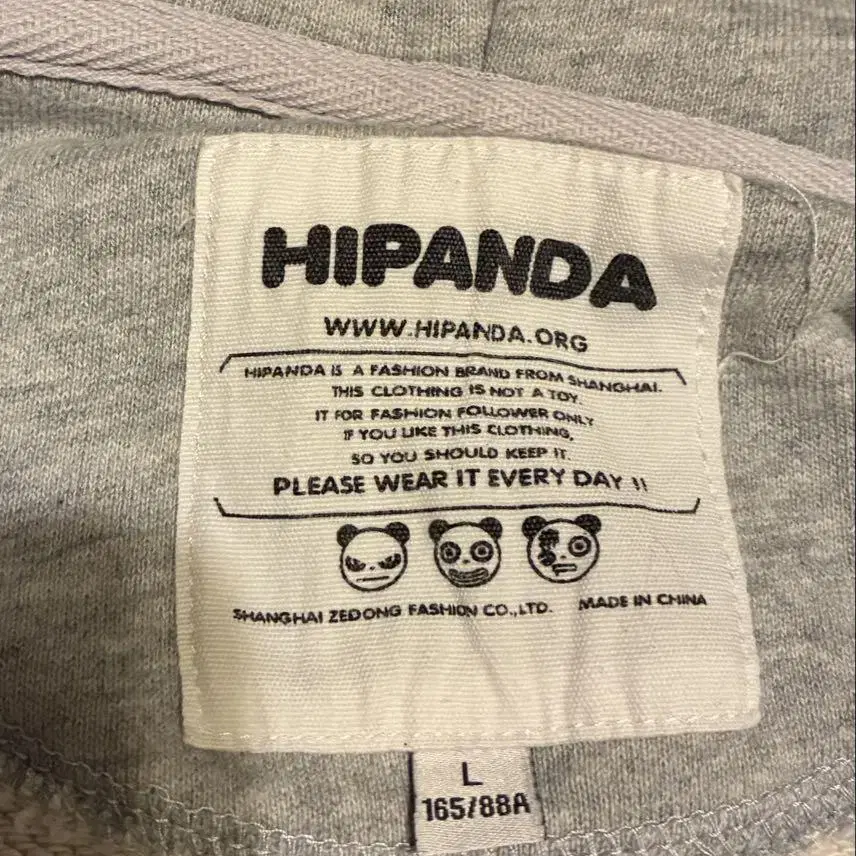 HIPANDA
WWW.HIPANDA.ORG
HIPANDA IS A FASHION BRAND FROM SHANGHAI.
THIS CLOTHING IS NOT A TOY.
IT FOR FASHION FOLLOWER ONLY
IF YOU LIKE THIS CLOTHING,
SO YOU SHOULD KEEP IT.
PLEASE WEAR IT EVERY DAY !!
SHANGHAI ZEDONG FASHION CO.,LTD. MADE IN CHINA
L
165/88A